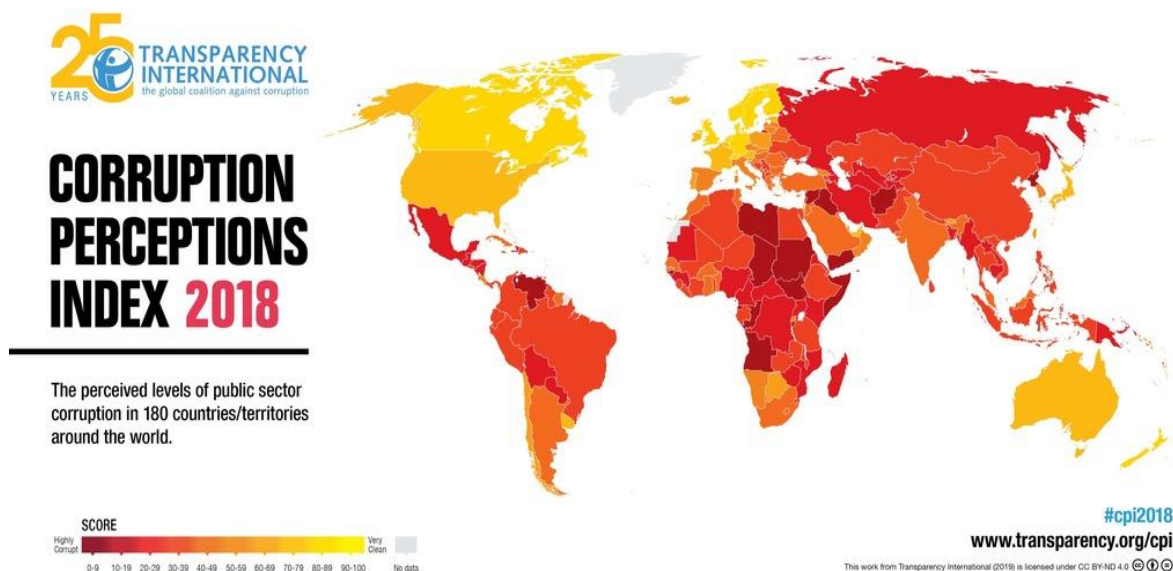 25
YEARS
TRANSPARENCY
INTERNATIONAL
the global coalition against corruption
CORRUPTION
PERCEPTIONS
INDEX 2018
The perceived levels of public sector
corruption in 180 countries/territories
around the world.
SCORE
Highly
Corrupt
Very
Clean
0-9 10-19 20-29 30-39 40-49 50-59 60-69 70-79 80-89 90-100 No data
#cpi2018
www.transparency.org/cpi
This work from Transparency International (2019) is licensed under CC BY-ND 4.0